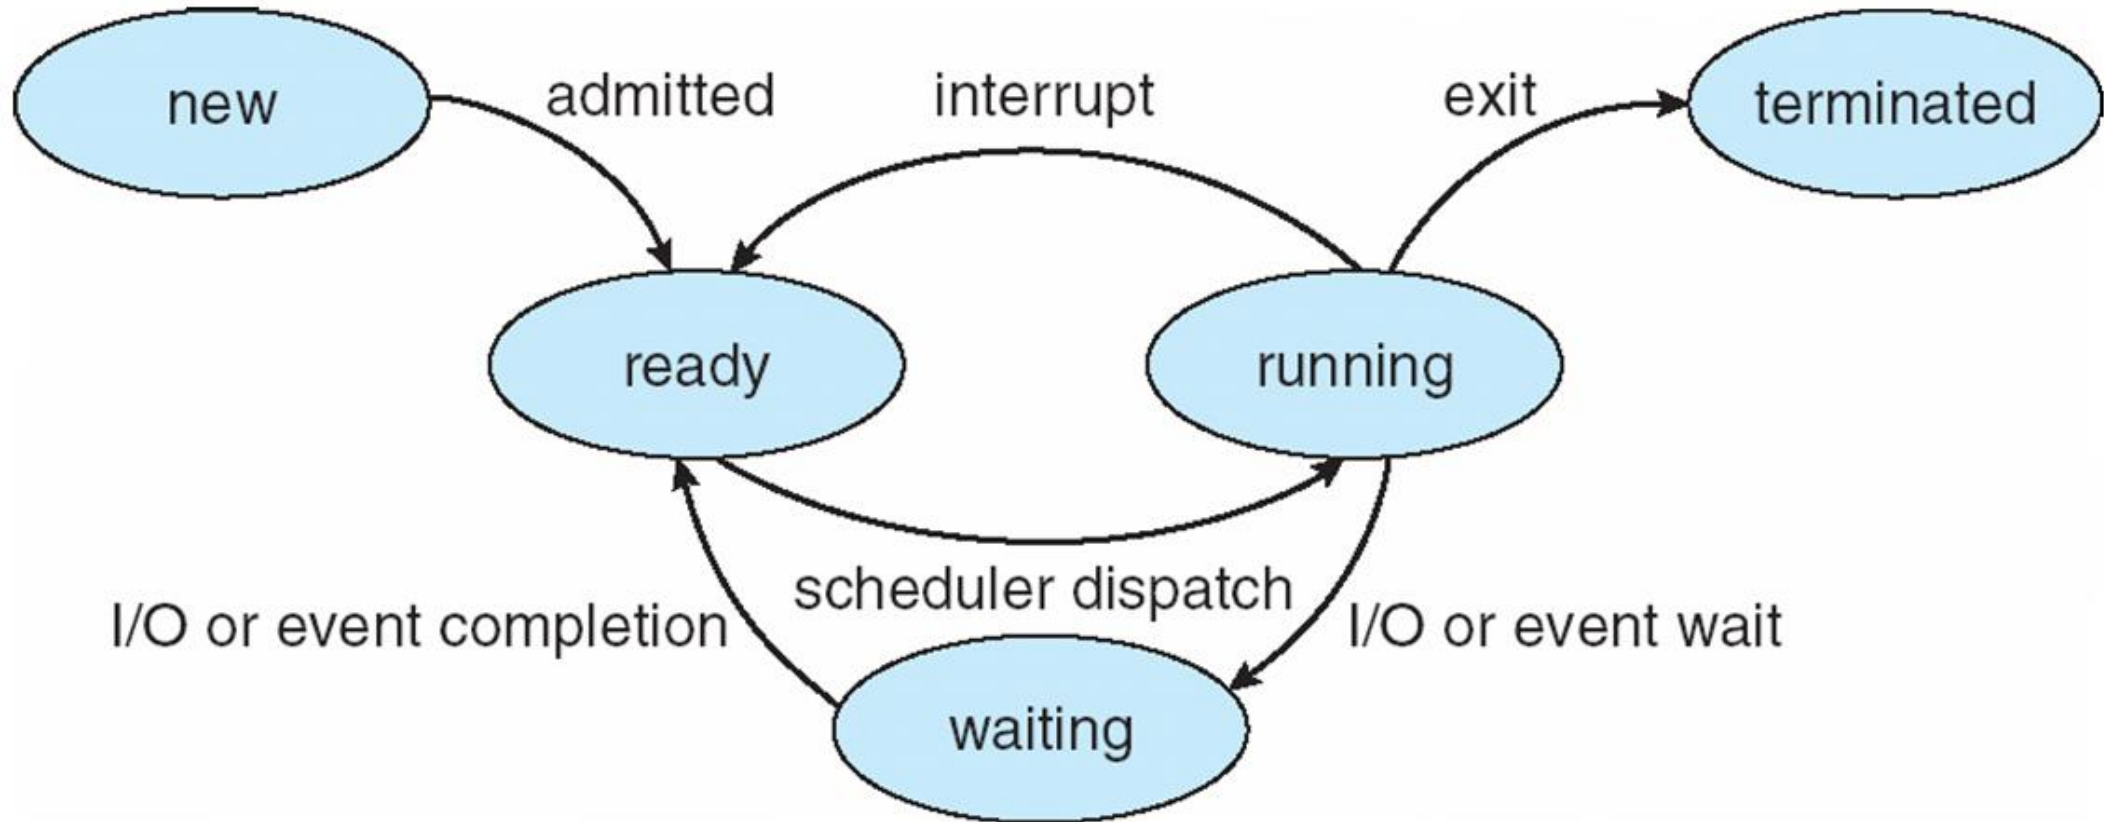 new
admitted
interrupt
exit
terminated
ready
running
scheduler dispatch
I/O or event completion
I/O or event wait
waiting